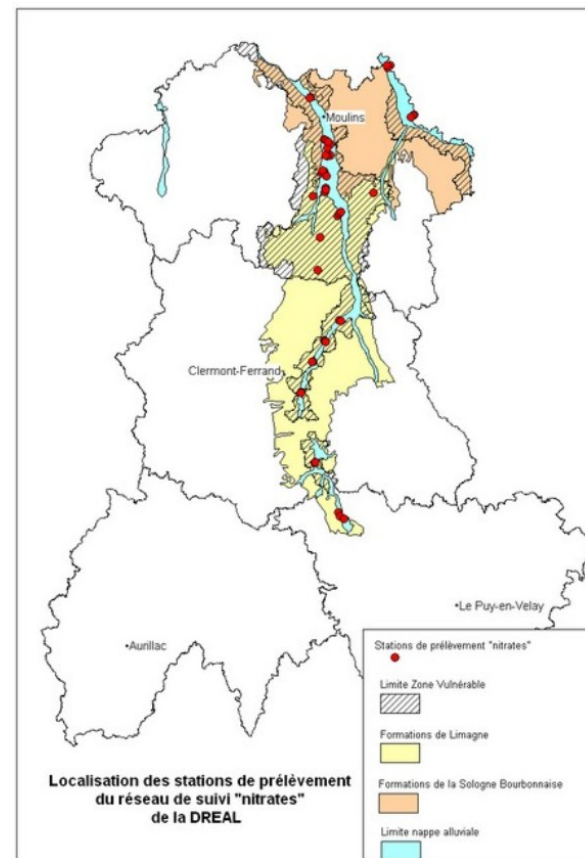 •Moulins
Clermont-Ferrand
•Le Puy-en-Velay
•Aurillac
Stations de prélèvement "nitrates"
Limite Zone Vulnérable
Formations de Limagne
Formations de la Sologne Bourbonnaise
Limite nappe alluviale
Localisation des stations de prélèvement
du réseau de suivi "nitrates"
de la DREAL